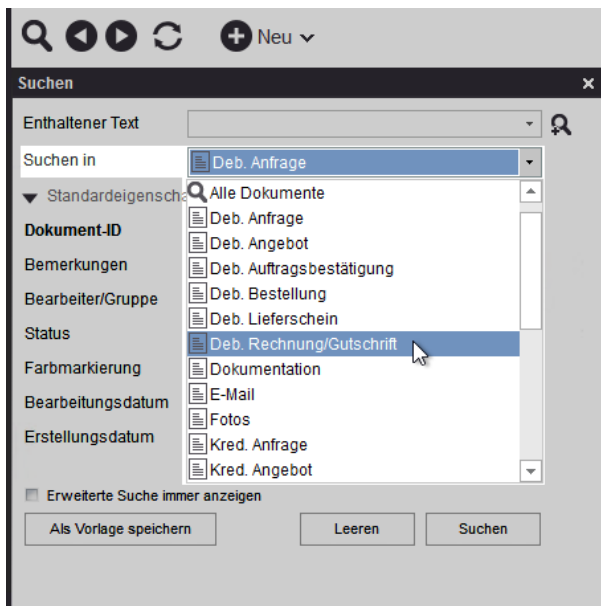 Neu
Suchen
Enthaltener Text
Suchen in
Deb. Anfrage
Standardeigenscha
Alle Dokumente
Deb. Anfrage
Dokument-ID
Deb. Angebot
Bemerkungen
Deb. Auftragsbestätigung
Bearbeiter/Gruppe
Deb. Bestellung
Deb. Lieferschein
Status
Deb. Rechnung/Gutschrift
Farbmarkierung
Dokumentation
Bearbeitungsdatum
E-Mail
Fotos
Erstellungsdatum
Kred. Anfrage
Kred. Angebot
Erweiterte Suche immer anzeigen
Als Vorlage speichern
Leeren
Suchen